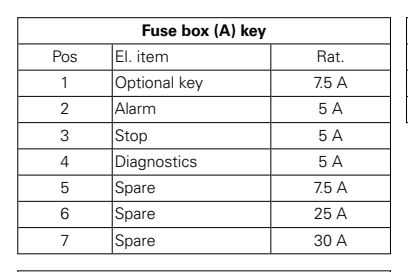 Fuse box (A) key
Pos El. item Rat.
1 Optional key 7.5 A
2 Alarm 5 A
3 Stop 5 A
4 Diagnostics 5 A
5 Spare 7.5 A
6 Spare 25 A
7 Spare 30 A